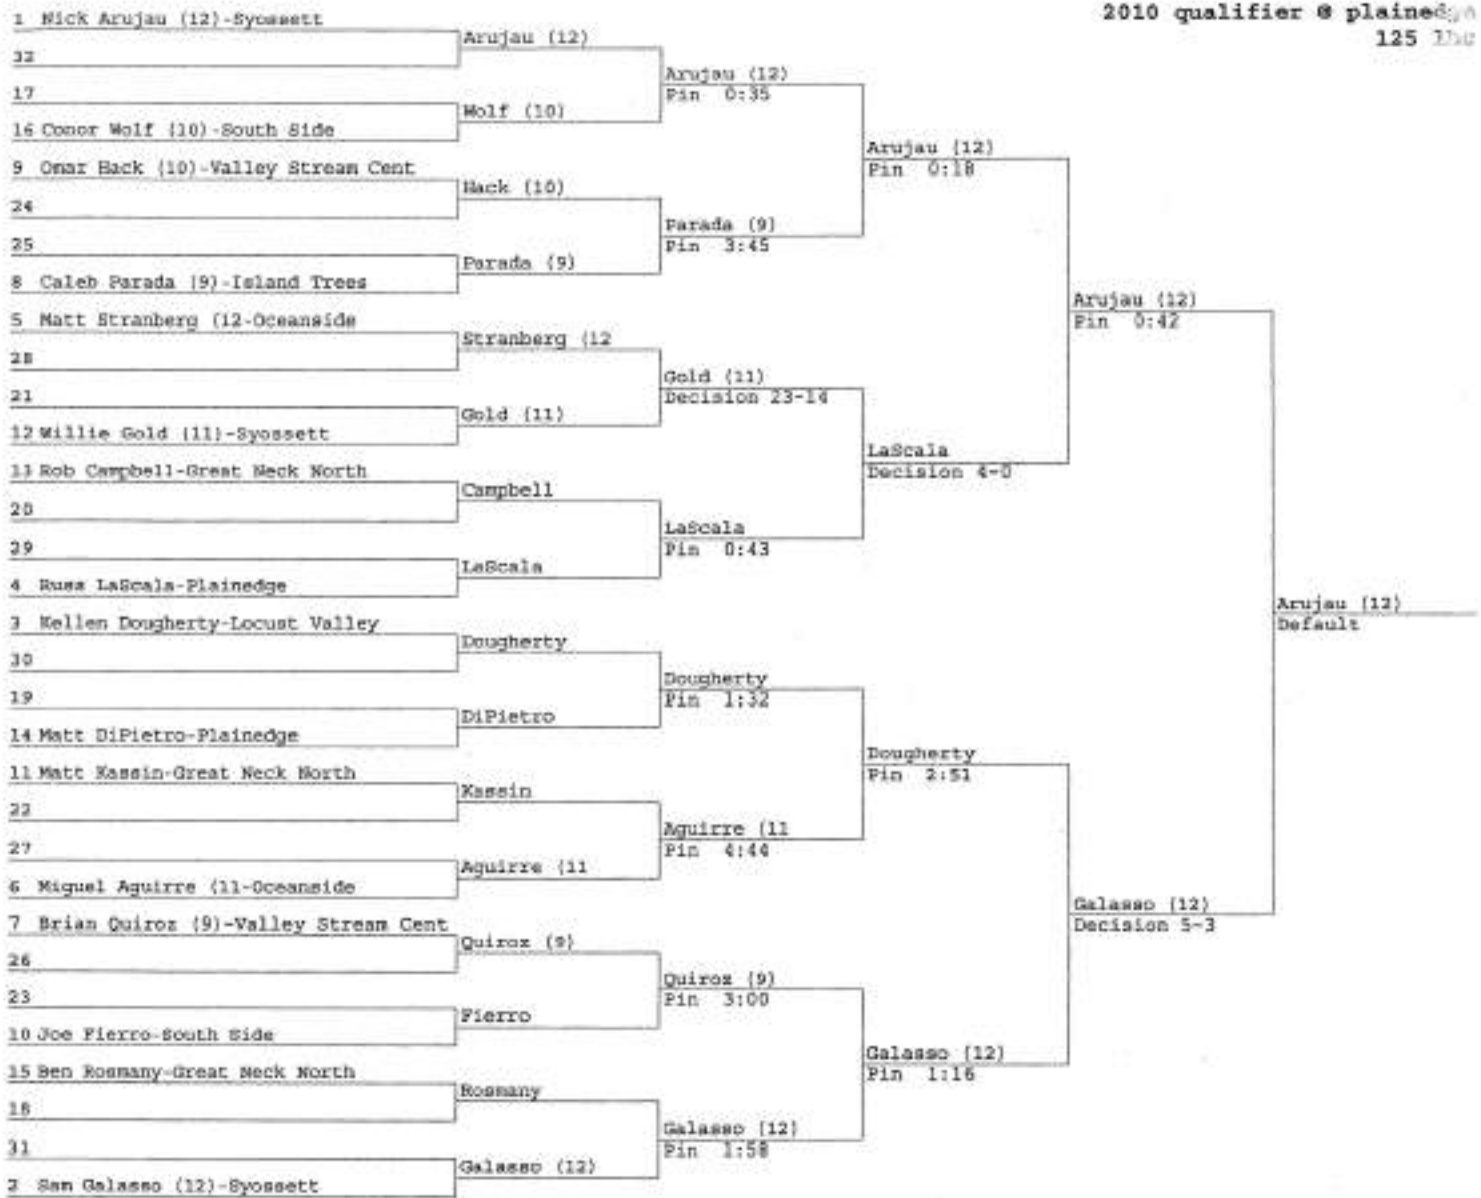 2010 qualifier @ plainedge
125 lbs
1 Nick Arujau (12)-Syossett
32
17
16 Conor Wolf (10)-South Side
9 Omar Hack (10)-Valley Stream Cent
24
25
8 Caleb Parada (9)-Island Trees
5 Matt Stranberg (12-Oceanside
28
21
12 Willie Gold (11)-Syossett
13 Rob Campbell-Great Neck North
20
29
4 Russ LaScala-Plainedge
3 Kellen Dougherty-Locust Valley
30
19
14 Matt DiPietro-Plainedge
11 Matt Kassin-Great Neck North
22
27
6 Miguel Aguirre (11-Oceanside
7 Brian Quiroz (9)-Valley Stream Cent
26
23
10 Joe Fierro-South Side
15 Ben Rosmany-Great Neck North
18
31
2 Sam Galasso (12)-Syossett
Arujau (12)
Wolf (10)
Hack (10)
Parada (9)
Stranberg (12
Gold (11)
Campbell
LaScala
Dougherty
DiPietro
Kassin
Aguirre (11
Quiroz (9)
Fierro
Rosmany
Galasso (12)
Arujau (12)
Pin 0:35
Parada (9)
Pin 3:45
Gold (11)
Decision 23-14
LaScala
Pin 0:43
Dougherty
Pin 1:32
Aguirre (11
Pin 4:44
Quiroz (9)
Pin 3:00
Galasso (12)
Pin 1:58
Arujau (12)
Pin 0:18
LaScala
Decision 4-0
Dougherty
Pin 2:51
Galasso (12)
Pin 1:16
Arujau (12)
Pin 0:42
Galasso (12)
Decision 5-3
Arujau (12)
Default